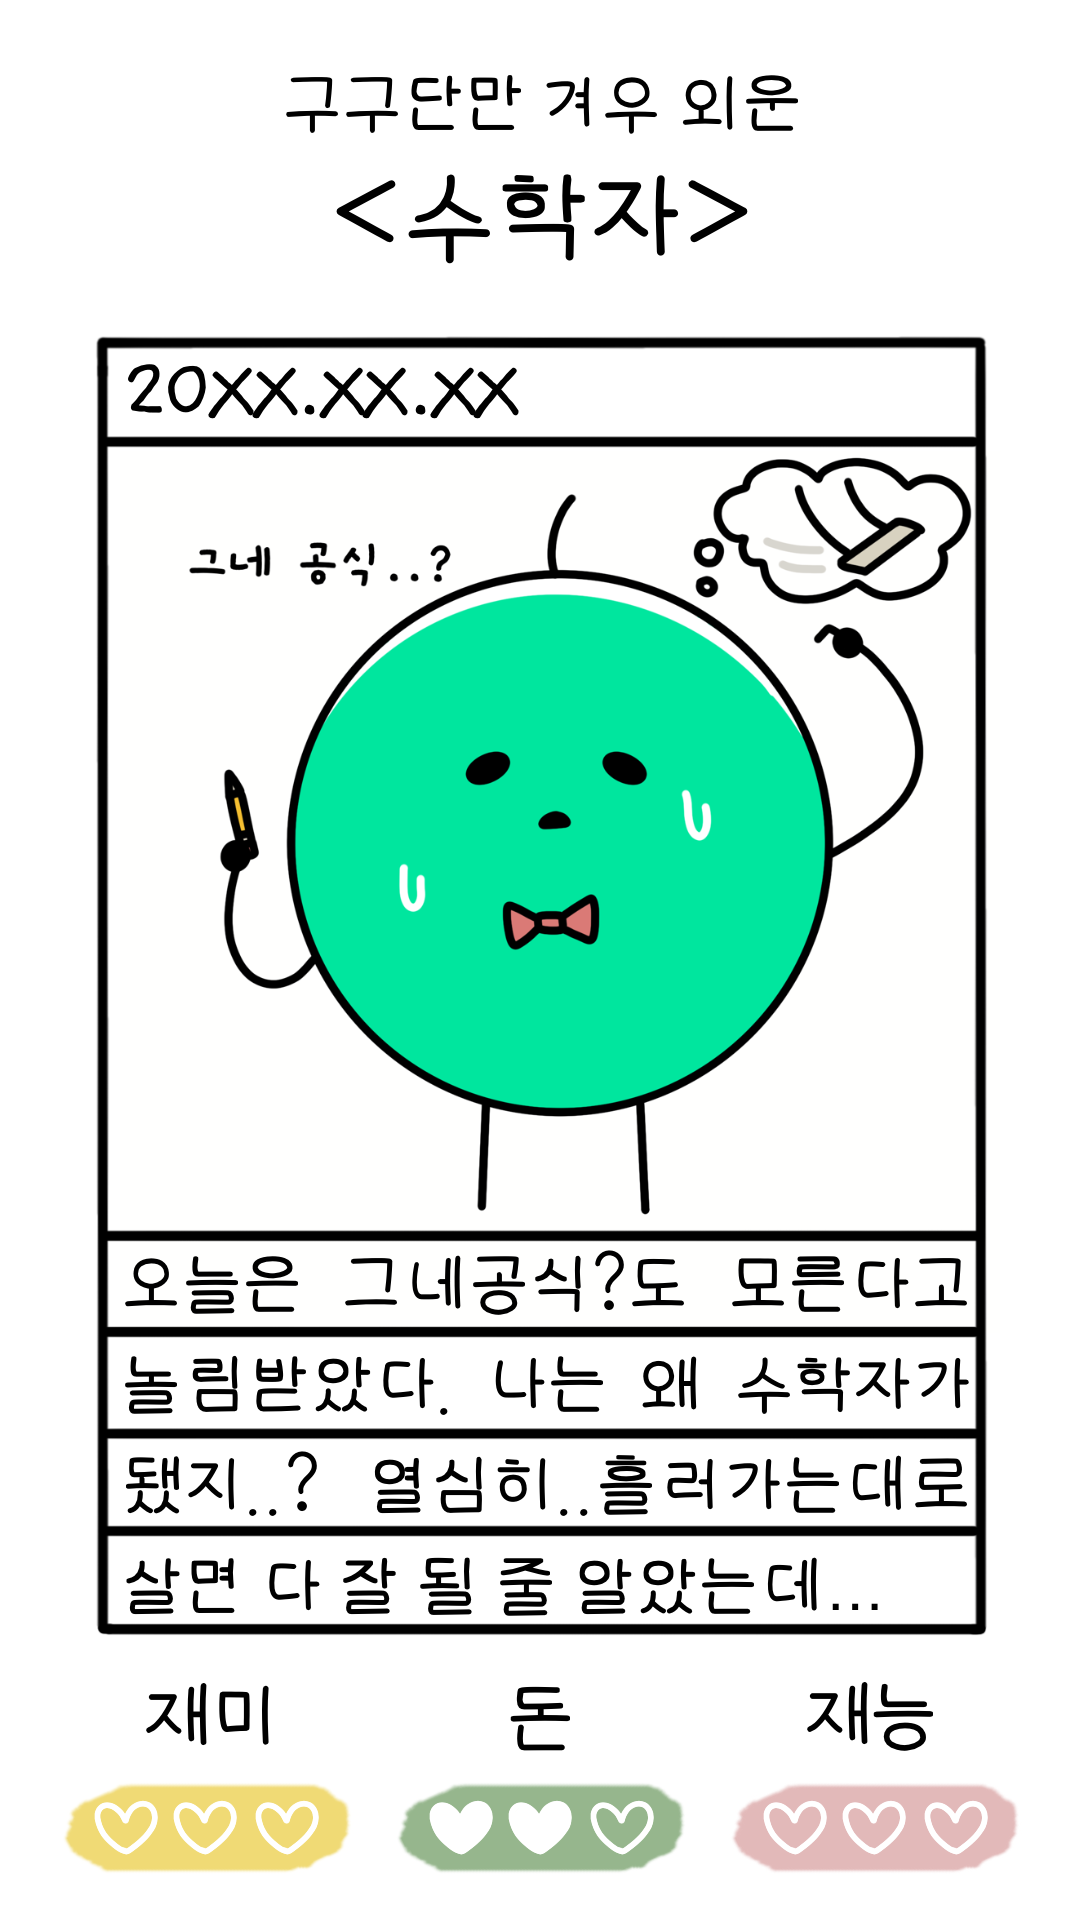 구구단만 겨우 외운
<수학자>
20XX.XX.XX
그네 공식..?
오늘은 그네공식?도 모른다고
놀림받았다. 나는 왜 수학자가
됐지..? 열심히..흘러가는대로
살면 다 잘 될 줄 알았는데...
재미 돈 재능